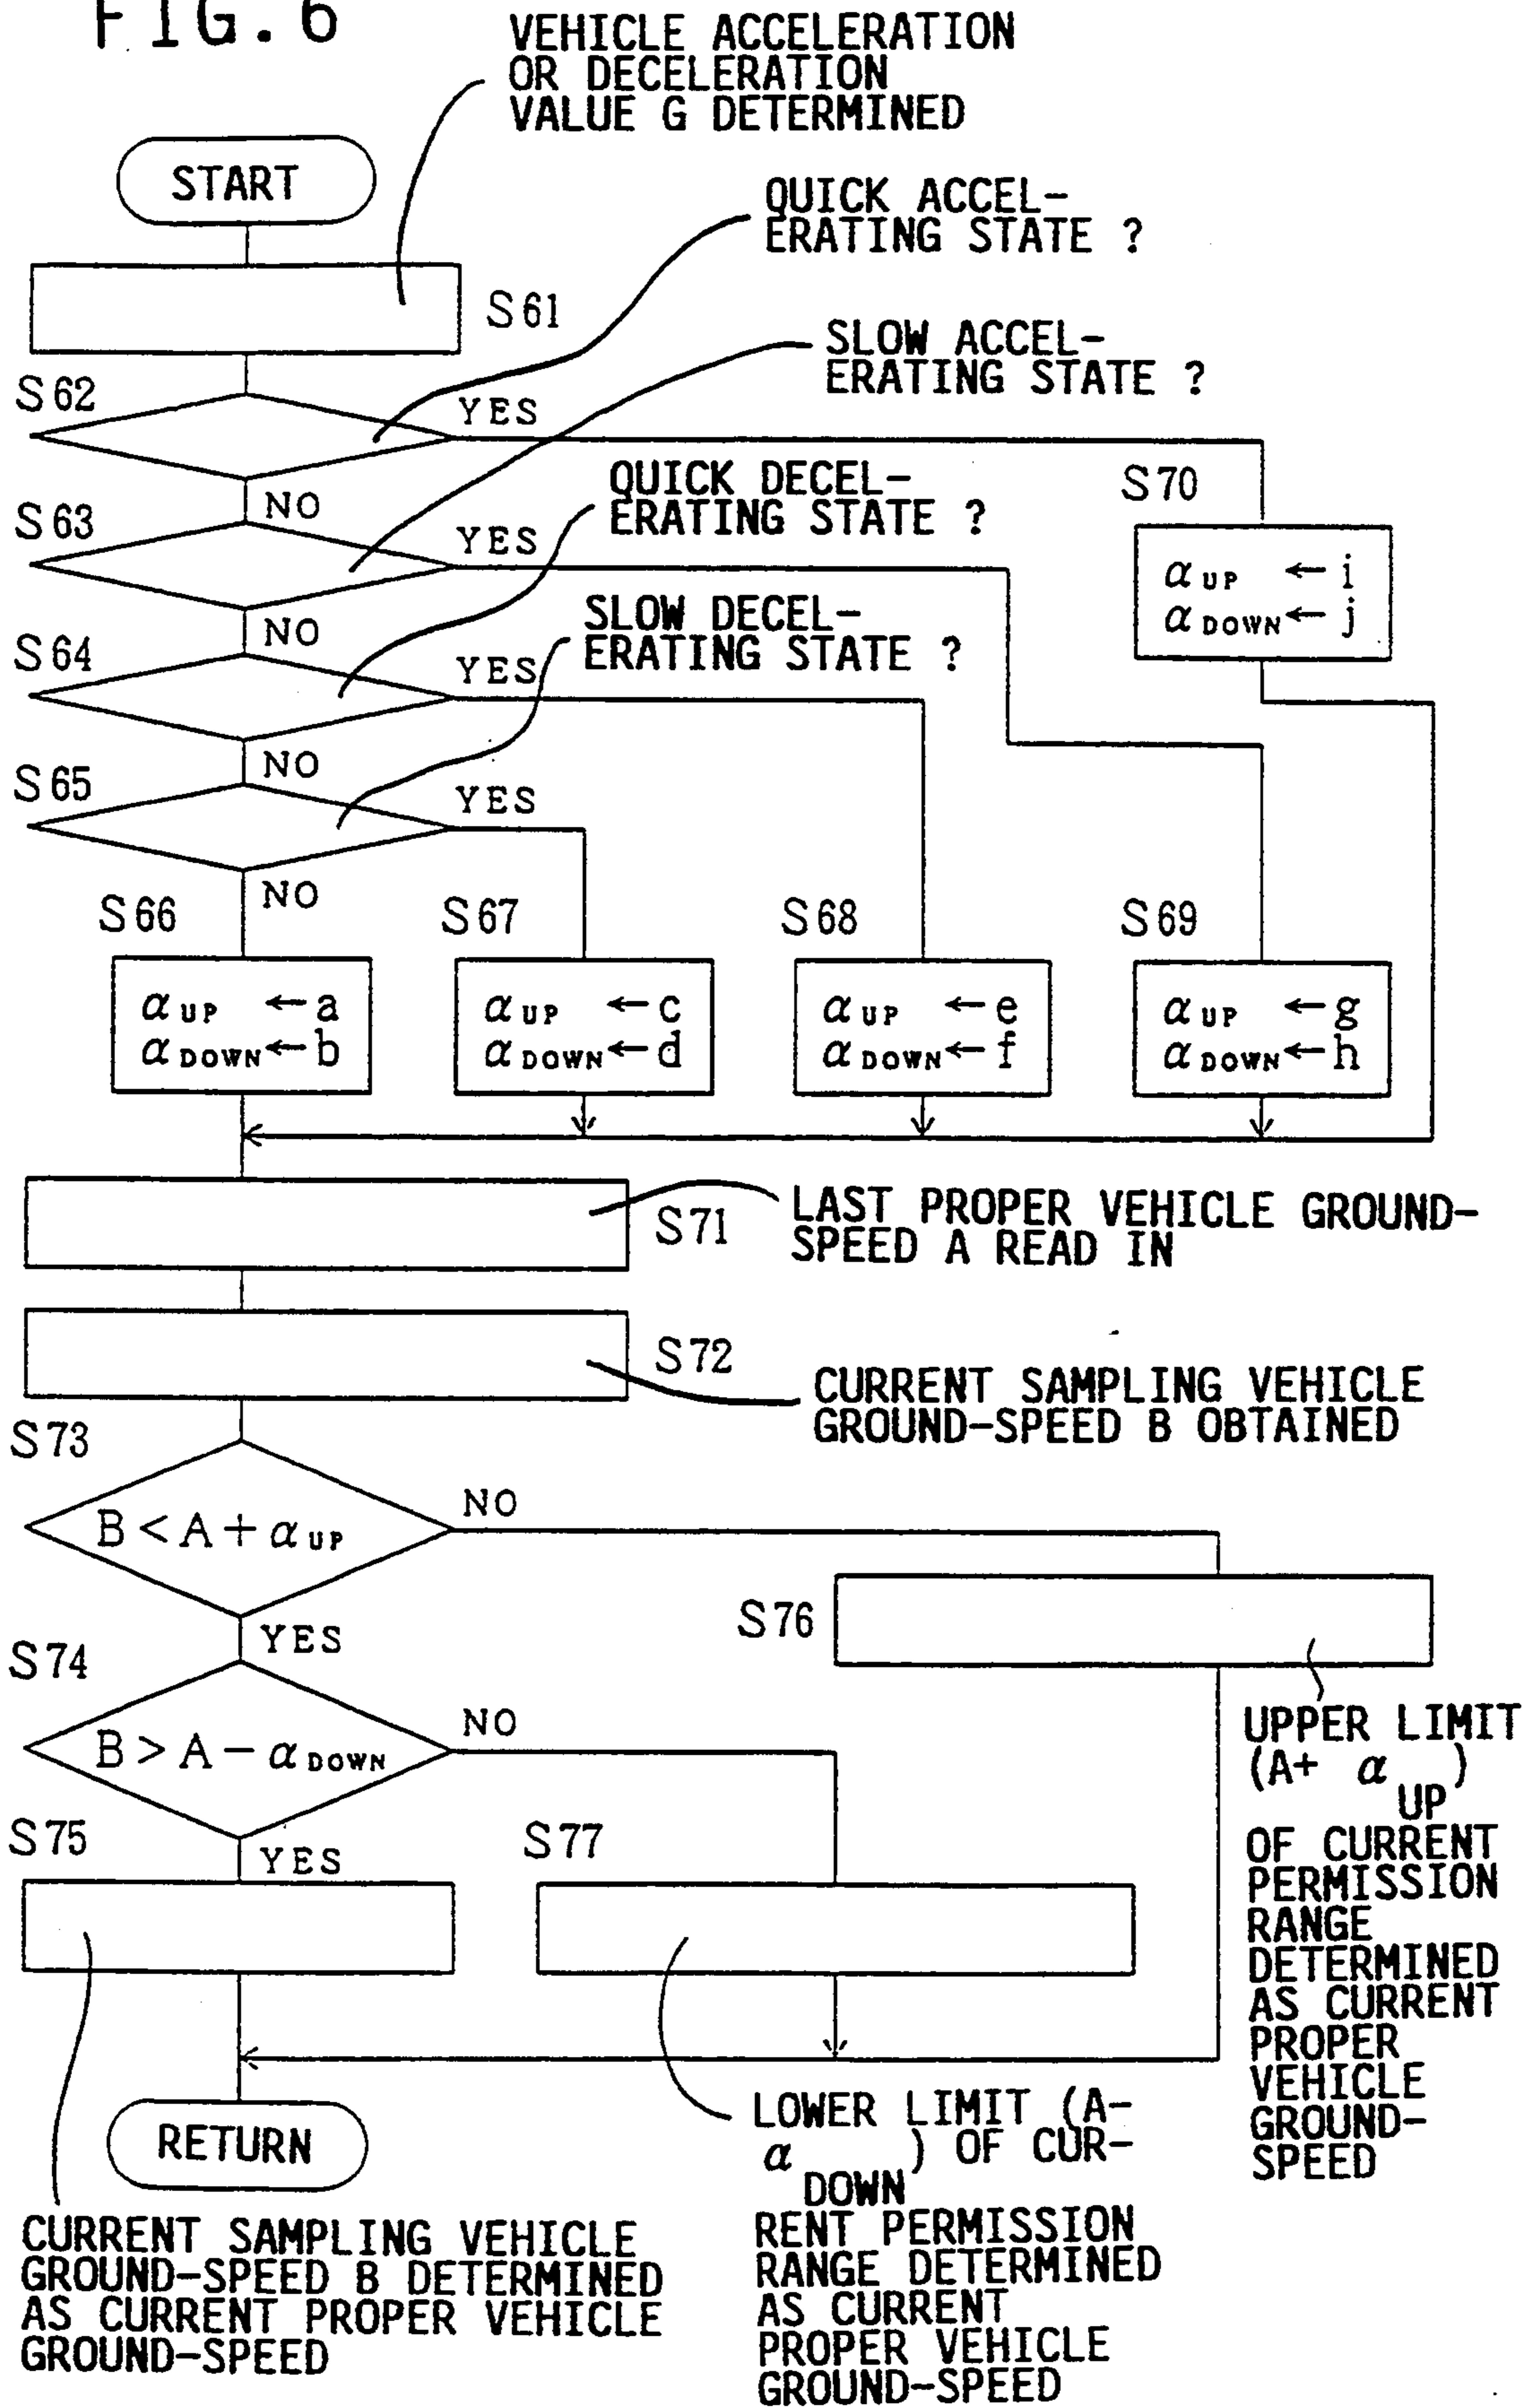 FIG. 6
VEHICLE ACCELERATION
OR DECELERATION
VALUE G DETERMINED
START
QUICK ACCEL-
ERATING STATE ?
S61
SLOW ACCEL-
ERATING STATE ?
S62
YES
NO
QUICK DECEL-
ERATING STATE ?
S70
α UP ← i
α DOWN ← j
S63
YES
NO
SLOW DECEL-
ERATING STATE ?
S64
YES
NO
S65
YES
NO
S66
α UP ← a
α DOWN ← b
S67
α UP ← c
α DOWN ← d
S68
α UP ← e
α DOWN ← f
S69
α UP ← g
α DOWN ← h
S71
LAST PROPER VEHICLE GROUND-
SPEED A READ IN
S72
CURRENT SAMPLING VEHICLE
GROUND-SPEED B OBTAINED
S73
B < A + α UP
NO
YES
S76
UPPER LIMIT
(A+ α )
UP
OF CURRENT
PERMISSION
RANGE
DETERMINED
AS CURRENT
PROPER
VEHICLE
GROUND-
SPEED
S74
B > A − α DOWN
NO
YES
S75
S77
LOWER LIMIT (A-
α ) OF CUR-
DOWN
RENT PERMISSION
RANGE DETERMINED
AS CURRENT
PROPER VEHICLE
GROUND-SPEED
RETURN
CURRENT SAMPLING VEHICLE
GROUND-SPEED B DETERMINED
AS CURRENT PROPER VEHICLE
GROUND-SPEED